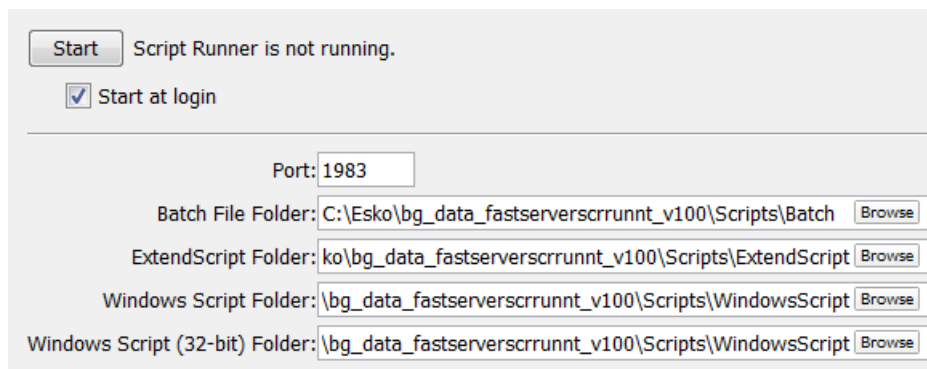 Start Script Runner is not running.
Start at login
Port: 1983
Batch File Folder: C:\Esko\bg_data_fastserverscrrunnt_v100\Scripts\Batch Browse
ExtendScript Folder: ko\bg_data_fastserverscrrunnt_v100\Scripts\ExtendScript Browse
Windows Script Folder: \bg_data_fastserverscrrunnt_v100\Scripts\WindowsScript Browse
Windows Script (32-bit) Folder: \bg_data_fastserverscrrunnt_v100\Scripts\WindowsScript Browse